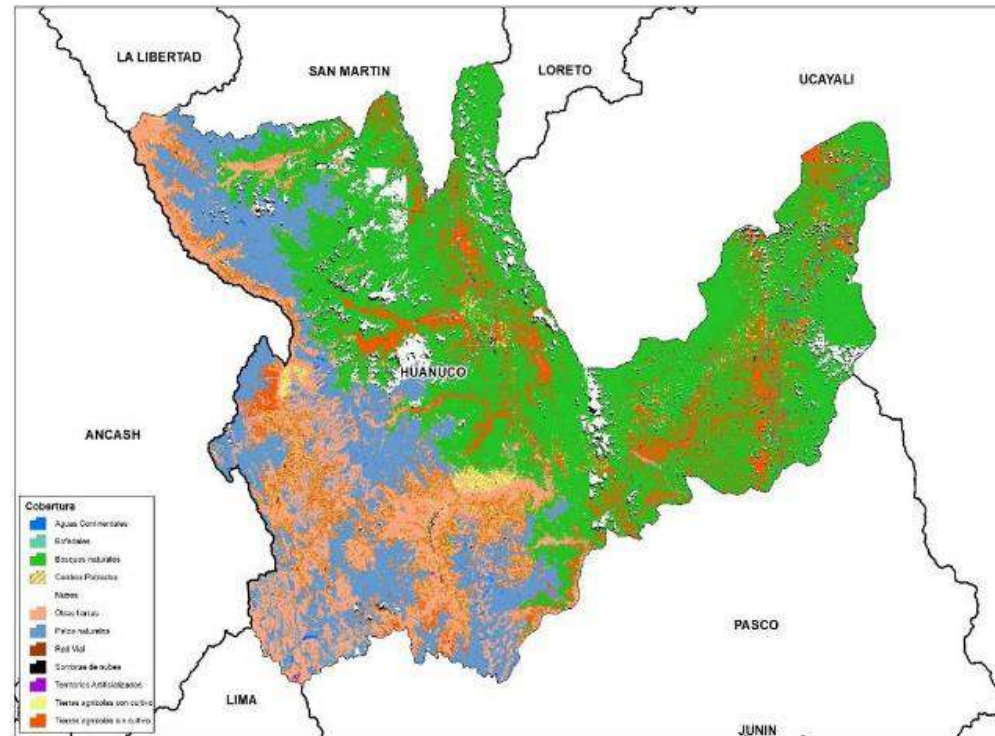 LA LIBERTAD
SAN MARTIN
LORETO
UCAYALI
HUANUCO
ANCASH
PASCO
LIMA
JUNIN
Cobertura
Aguas Continentales
Bofedales
Bosques naturales
Centros Poblados
Nubes
Otras tierras
Pastos naturales
Red Vial
Sombras de nubes
Territorios Artificializados
Tierras agrícolas con cultivo
Tierras agrícolas sin cultivo